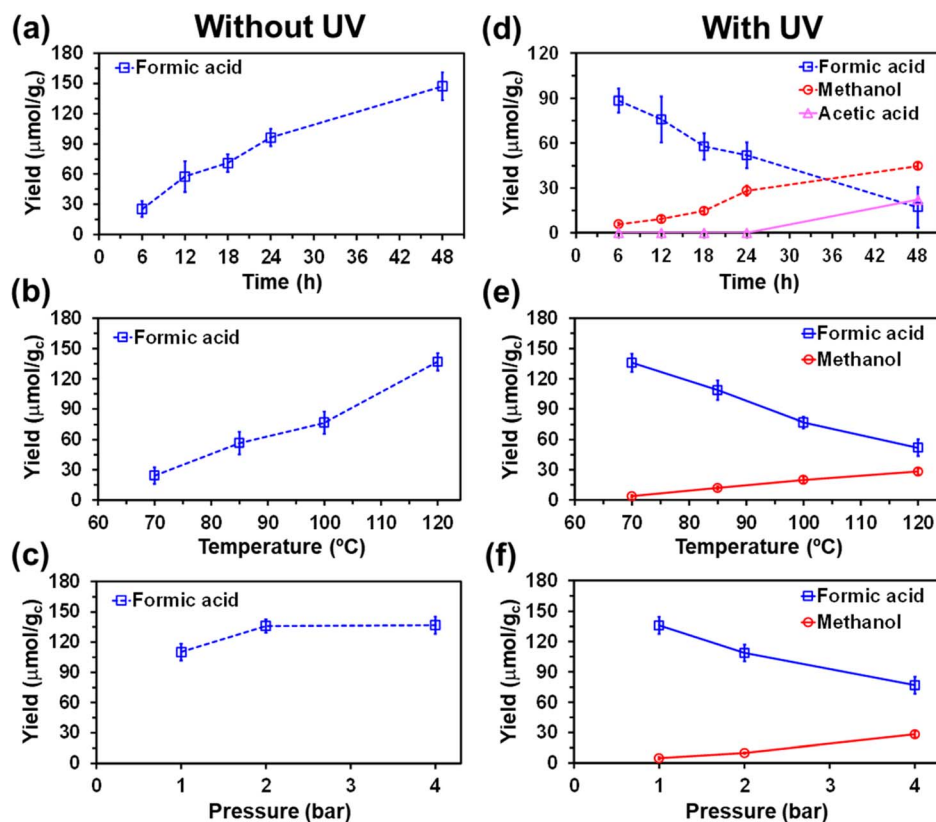 Without UV
(a)
Formic acid
Yield (μmol/gc)
180
150
120
90
60
30
0
0 6 12 18 24 30 36 42 48
Time (h)
(b)
Formic acid
Yield (μmol/gc)
180
150
120
90
60
30
0
60 70 80 90 100 110 120
Temperature (ºC)
(c)
Formic acid
Yield (μmol/gc)
180
150
120
90
60
30
0
0 1 2 3 4
Pressure (bar)
With UV
(d)
Formic acid
Methanol
Acetic acid
Yield (μmol/gc)
120
90
60
30
0
0 6 12 18 24 30 36 42 48
Time (h)
(e)
Formic acid
Methanol
Yield (μmol/gc)
180
150
120
90
60
30
0
60 70 80 90 100 110 120
Temperature (ºC)
(f)
Formic acid
Methanol
Yield (μmol/gc)
180
150
120
90
60
30
0
0 1 2 3 4
Pressure (bar)